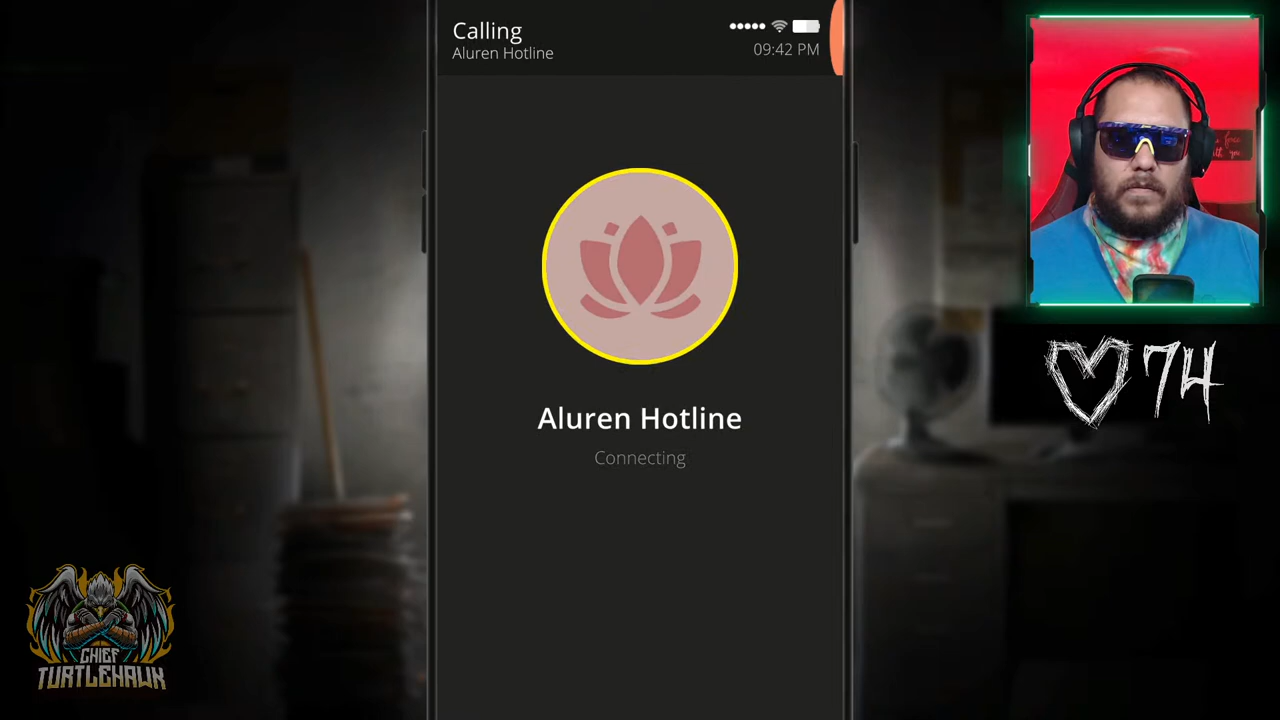 Calling
Aluren Hotline
09:42 PM
Aluren Hotline
Connecting
74
CHIEF
TURTLEHAWK